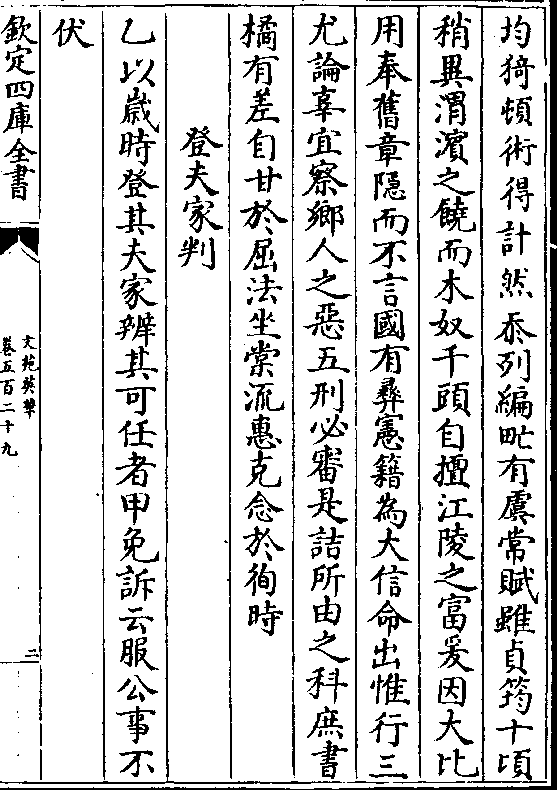 均猗頓術得計然忝列編甿有虞常賦雖貞筠十頃
稍異渭濱之饒而木奴千頭自擅江陵之富爰因大比
用奉舊章隱而不言國有彝憲籍為大信命出惟行三
尤論辜宜察鄉人之惡五刑必審是詰所由之科庶書
橘有差自甘於屈法坐棠流惠克念於徇時
登夫家判
乙以歲時登其夫家辨其可任者甲免訴云服公事不
伏
欽定四庫全書
文苑英華
卷五百二十九
二